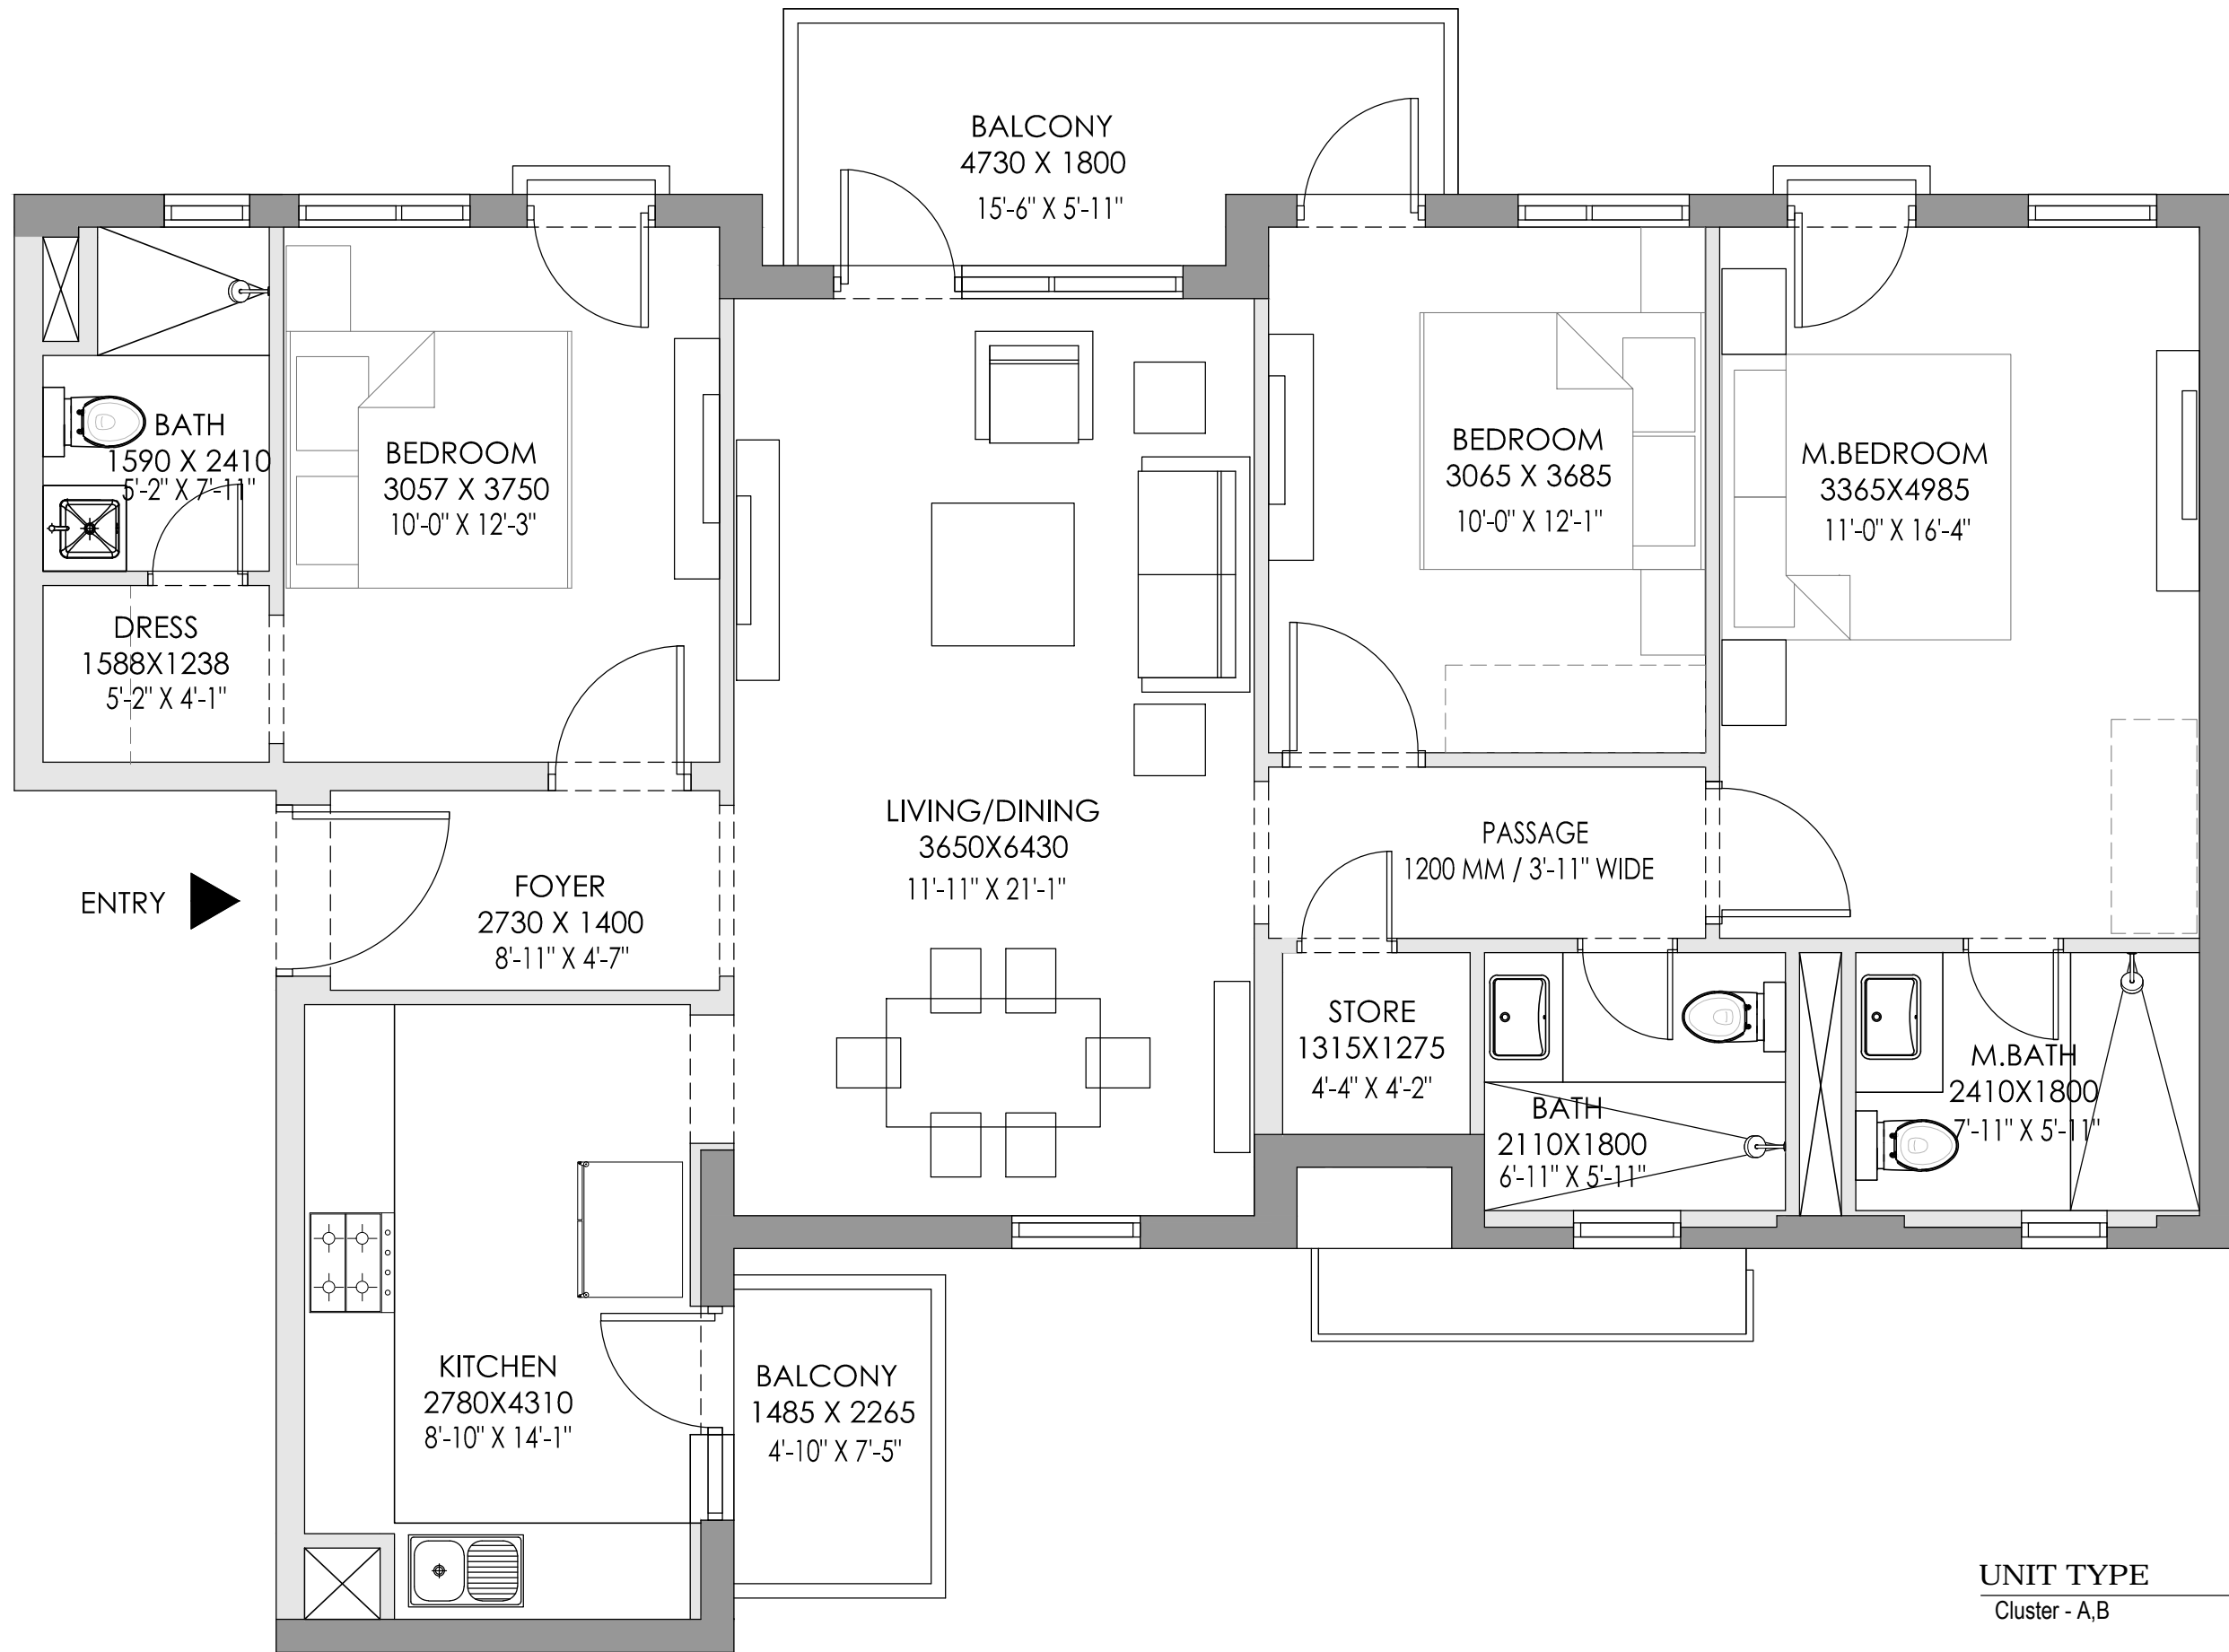 BALCONY
4730 X 1800
15'-6" X 5'-11"
BATH
1590 X 2410
5'-2" X 7'-11"
BEDROOM
3057 X 3750
10'-0" X 12'-3"
BEDROOM
3065 X 3685
10'-0" X 12'-1"
M.BEDROOM
3365X4985
11'-0" X 16'-4"
DRESS
1588X1238
5'-2" X 4'-1"
LIVING/DINING
3650X6430
11'-11" X 21'-1"
PASSAGE
1200 MM / 3'-11" WIDE
ENTRY
FOYER
2730 X 1400
8'-11" X 4'-7"
STORE
1315X1275
4'-4" X 4'-2"
BATH
2110X1800
6'-11" X 5'-11"
M.BATH
2410X1800
7'-11" X 5'-11"
KITCHEN
2780X4310
8'-10" X 14'-1"
BALCONY
1485 X 2265
4'-10" X 7'-5"
UNIT TYPE
Cluster - A,B